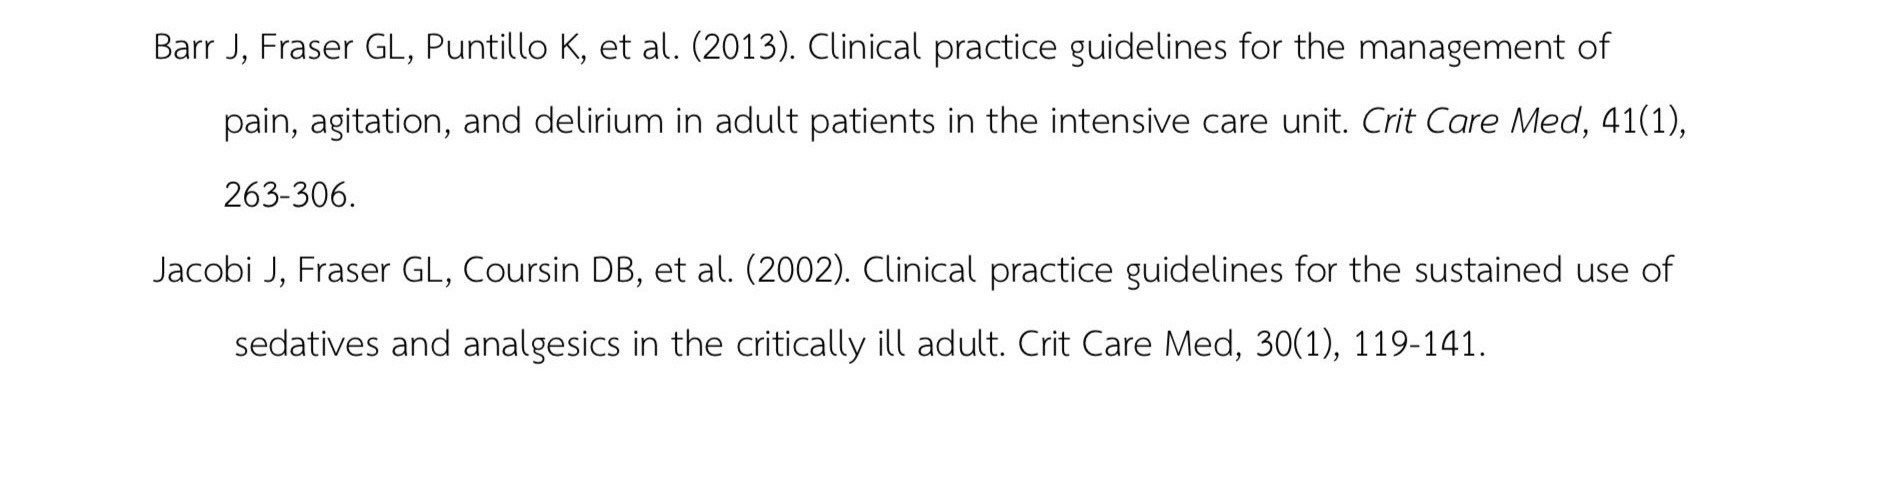 Barr J, Fraser GL, Puntillo K, et al. (2013). Clinical practice guidelines for the management of
pain, agitation, and delirium in adult patients in the intensive care unit. Crit Care Med, 41(1),
263-306.
Jacobi J, Fraser GL, Coursin DB, et al. (2002). Clinical practice guidelines for the sustained use of
sedatives and analgesics in the critically ill adult. Crit Care Med, 30(1), 119-141.